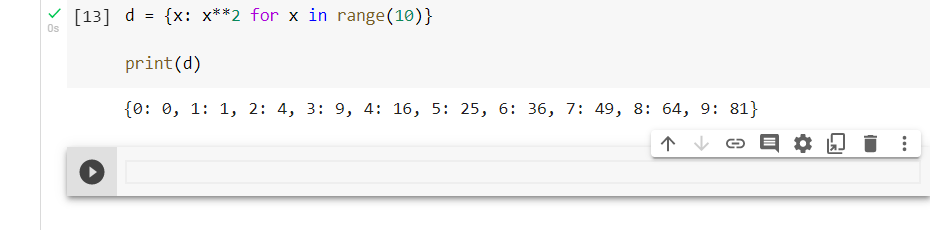 [13] d = {x: x**2 for x in range(10)}
0s
print(d)
{0: 0, 1: 1, 2: 4, 3: 9, 4: 16, 5: 25, 6: 36, 7: 49, 8: 64, 9: 81}